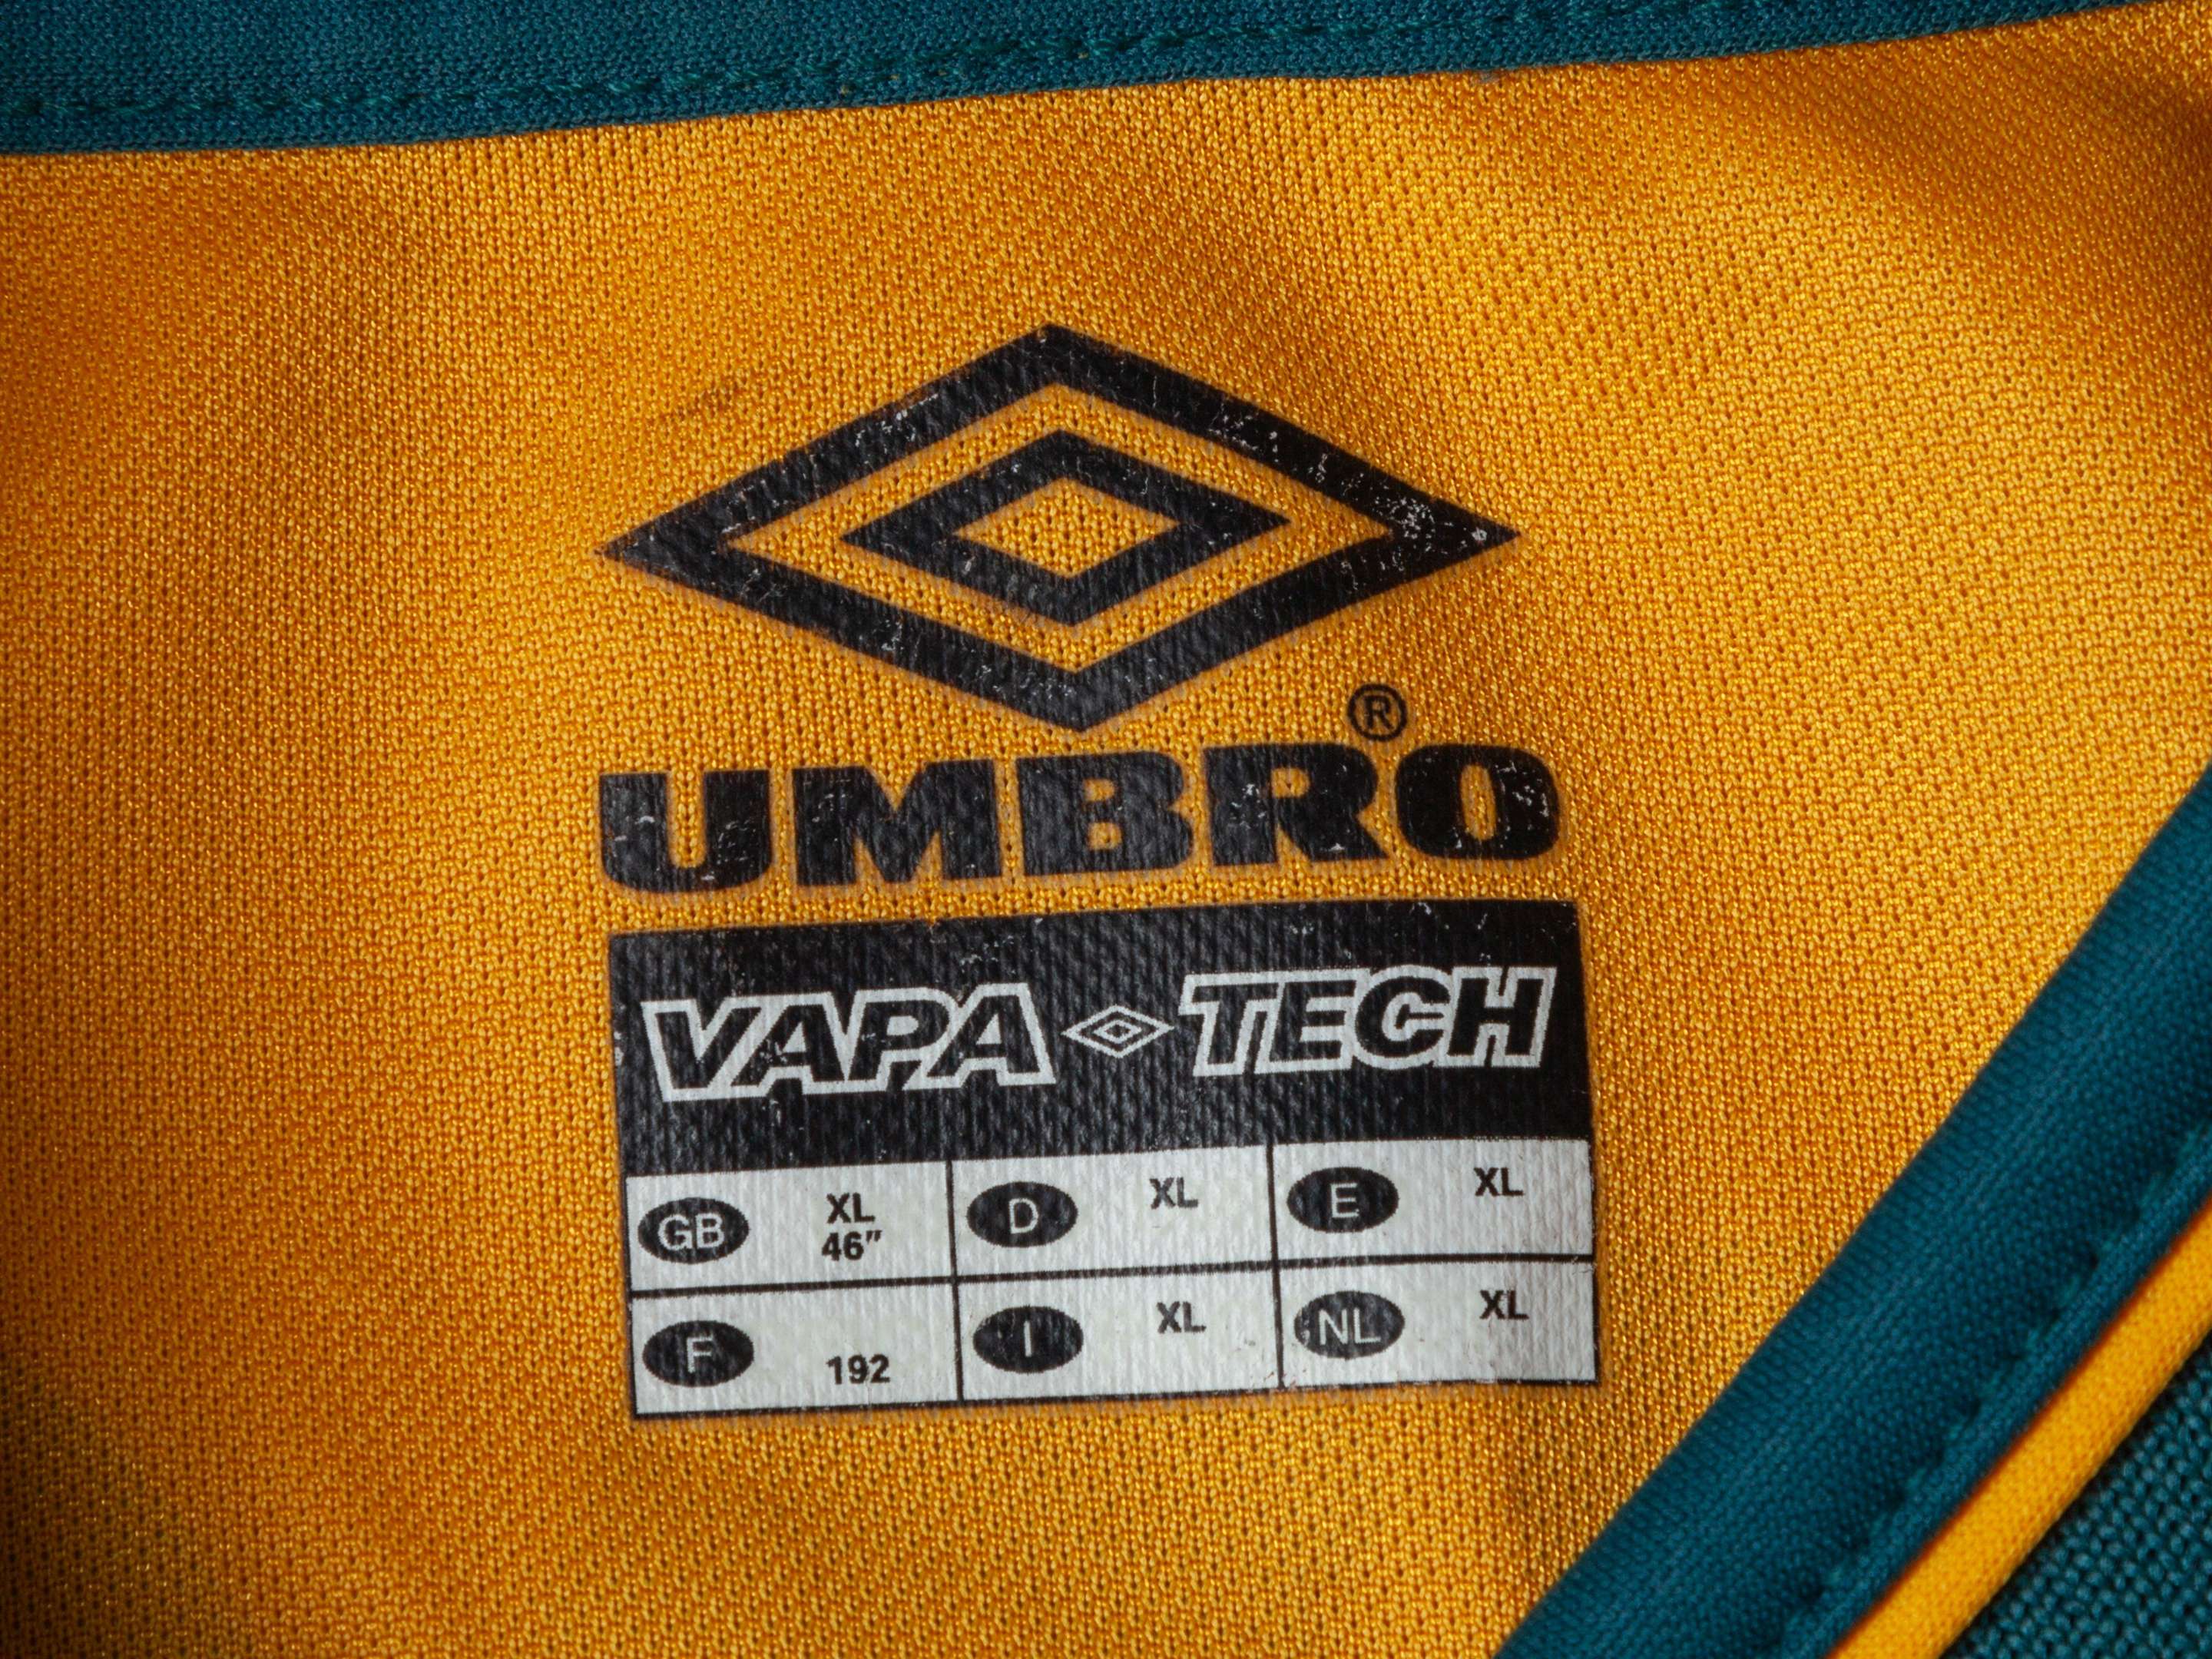 UMBRO®
VAPA TECH
GB XL 46" D XL E XL
F 192 I XL NL XL